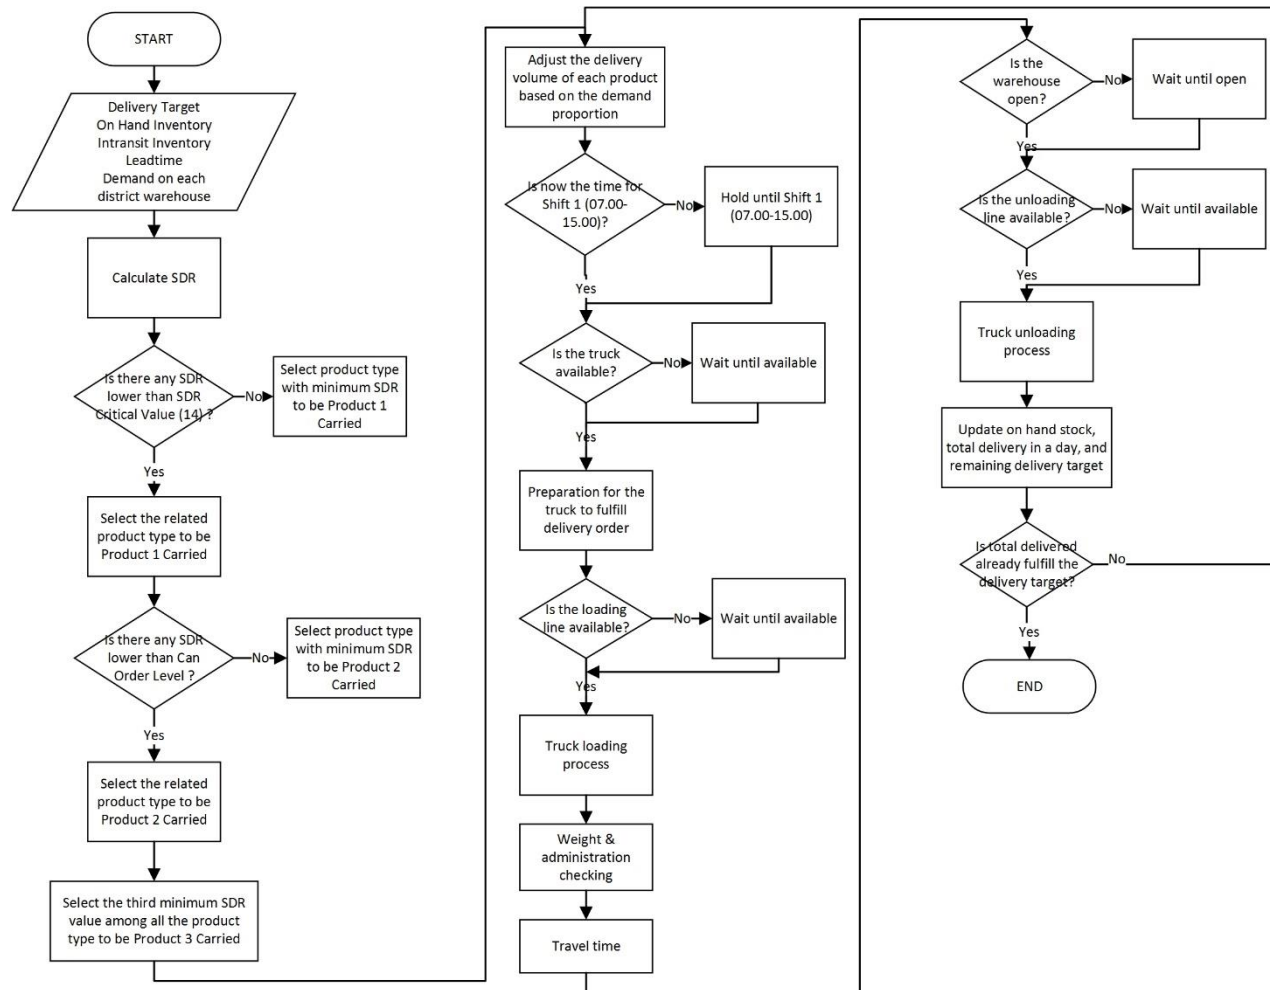 START
Delivery Target
On Hand Inventory
Intransit Inventory
Leadtime
Demand on each
district warehouse
Calculate SDR
Is there any SDR
lower than SDR
Critical Value (14) ?
No
Select product type
with minimum SDR
to be Product 1
Carried
Yes
Select the related
product type to be
Product 1 Carried
Is there any SDR
lower than Can
Order Level ?
No
Select product type
with minimum SDR
to be Product 2
Carried
Yes
Select the related
product type to be
Product 2 Carried
Select the third minimum SDR
value among all the product
type to be Product 3 Carried
Adjust the delivery
volume of each product
based on the demand
proportion
Is now the time for
Shift 1 (07.00-
15.00)?
No
Hold until Shift 1
(07.00-15.00)
Yes
Is the truck
available?
No
Wait until available
Yes
Preparation for the
truck to fulfill
delivery order
Is the loading
line available?
No
Wait until available
Yes
Truck loading
process
Weight &
administration
checking
Travel time
Is the
warehouse
open?
No
Wait until open
Yes
Is the unloading
line available?
No
Wait until available
Yes
Truck unloading
process
Update on hand stock,
total delivery in a day, and
remaining delivery target
Is total delivered
already fulfill the
delivery target?
No
Yes
END